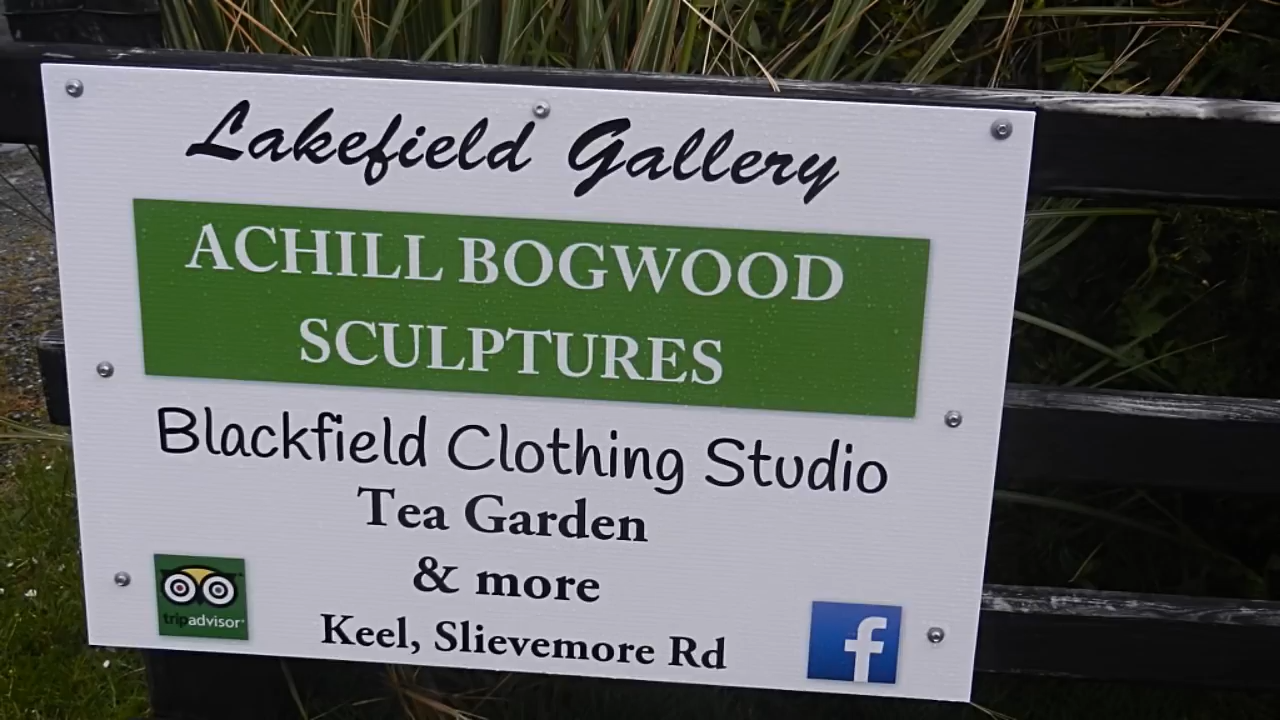 Lakefield Gallery
ACHILL BOGWOOD
SCULPTURES
Blackfield Clothing Studio
Tea Garden
& more
Keel, Slievemore Rd
tripadvisor
f